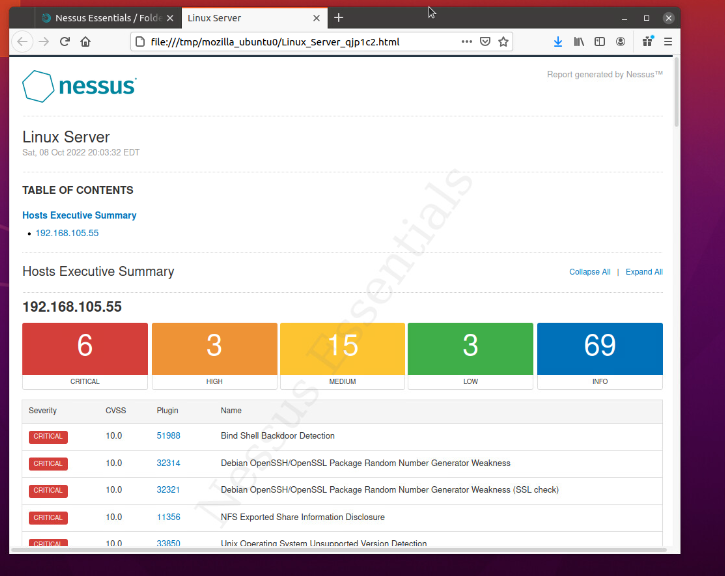 Nessus Essentials / Folde
Linux Server
file:///tmp/mozilla_ubuntu0/Linux_Server_qjp1c2.html
nessus
Report generated by Nessus™
Linux Server
Sat, 08 Oct 2022 20:03:32 EDT
TABLE OF CONTENTS
Hosts Executive Summary
192.168.105.55
Hosts Executive Summary
Collapse All | Expand All
192.168.105.55
6 3 15 3 69
CRITICAL HIGH MEDIUM LOW INFO
Severity CVSS Plugin Name
CRITICAL 10.0 51988 Bind Shell Backdoor Detection
CRITICAL 10.0 32314 Debian OpenSSH/OpenSSL Package Random Number Generator Weakness
CRITICAL 10.0 32321 Debian OpenSSH/OpenSSL Package Random Number Generator Weakness (SSL check)
CRITICAL 10.0 11356 NFS Exported Share Information Disclosure
CRITICAL 10.0 33850 Unix Operating System Unsupported Version Detection
Nessus Essentials